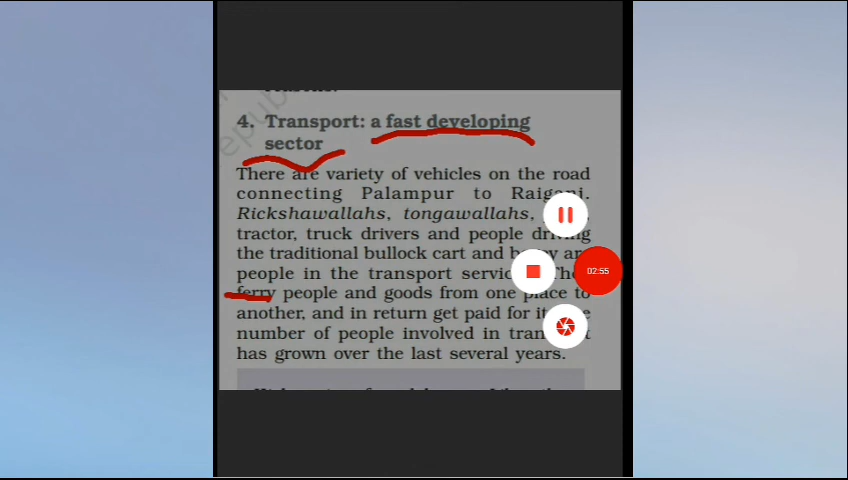 4. Transport: a fast developing
sector
There are variety of vehicles on the road
connecting Palampur to Raiganj.
Rickshawallahs, tongawallahs,
tractor, truck drivers and people driving
the traditional bullock cart and
people in the transport
ferry people and goods from one place to
another, and in return get paid for it.
number of people involved in
has grown over the last several years.
02:55